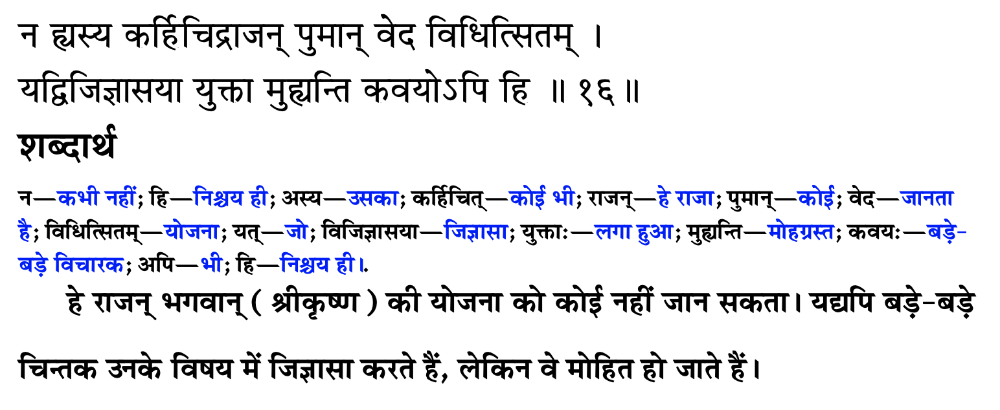 न ह्यस्य कर्हिचिद्राजन् पुमान् वेद विधित्सितम् ।
यद्विजिज्ञासया युक्ता मुह्यन्ति कवयोऽपि हि ॥ १६॥
शब्दार्थ
न—कभी नहीं; हि—निश्चय ही; अस्य—उसका; कर्हिचित्—कोई भी; राजन्—हे राजा; पुमान्—कोई; वेद—जानता
है; विधित्सितम्—योजना; यत्—जो; विजिज्ञासया—जिज्ञासा; युक्ताः—लगा हुआ; मुह्यन्ति—मोहग्रस्त; कवयः—बड़े-
बड़े विचारक; अपि—भी; हि—निश्चय ही।.
हे राजन् भगवान् ( श्रीकृष्ण ) की योजना को कोई नहीं जान सकता। यद्यपि बड़े-बड़े
चिन्तक उनके विषय में जिज्ञासा करते हैं, लेकिन वे मोहित हो जाते हैं।